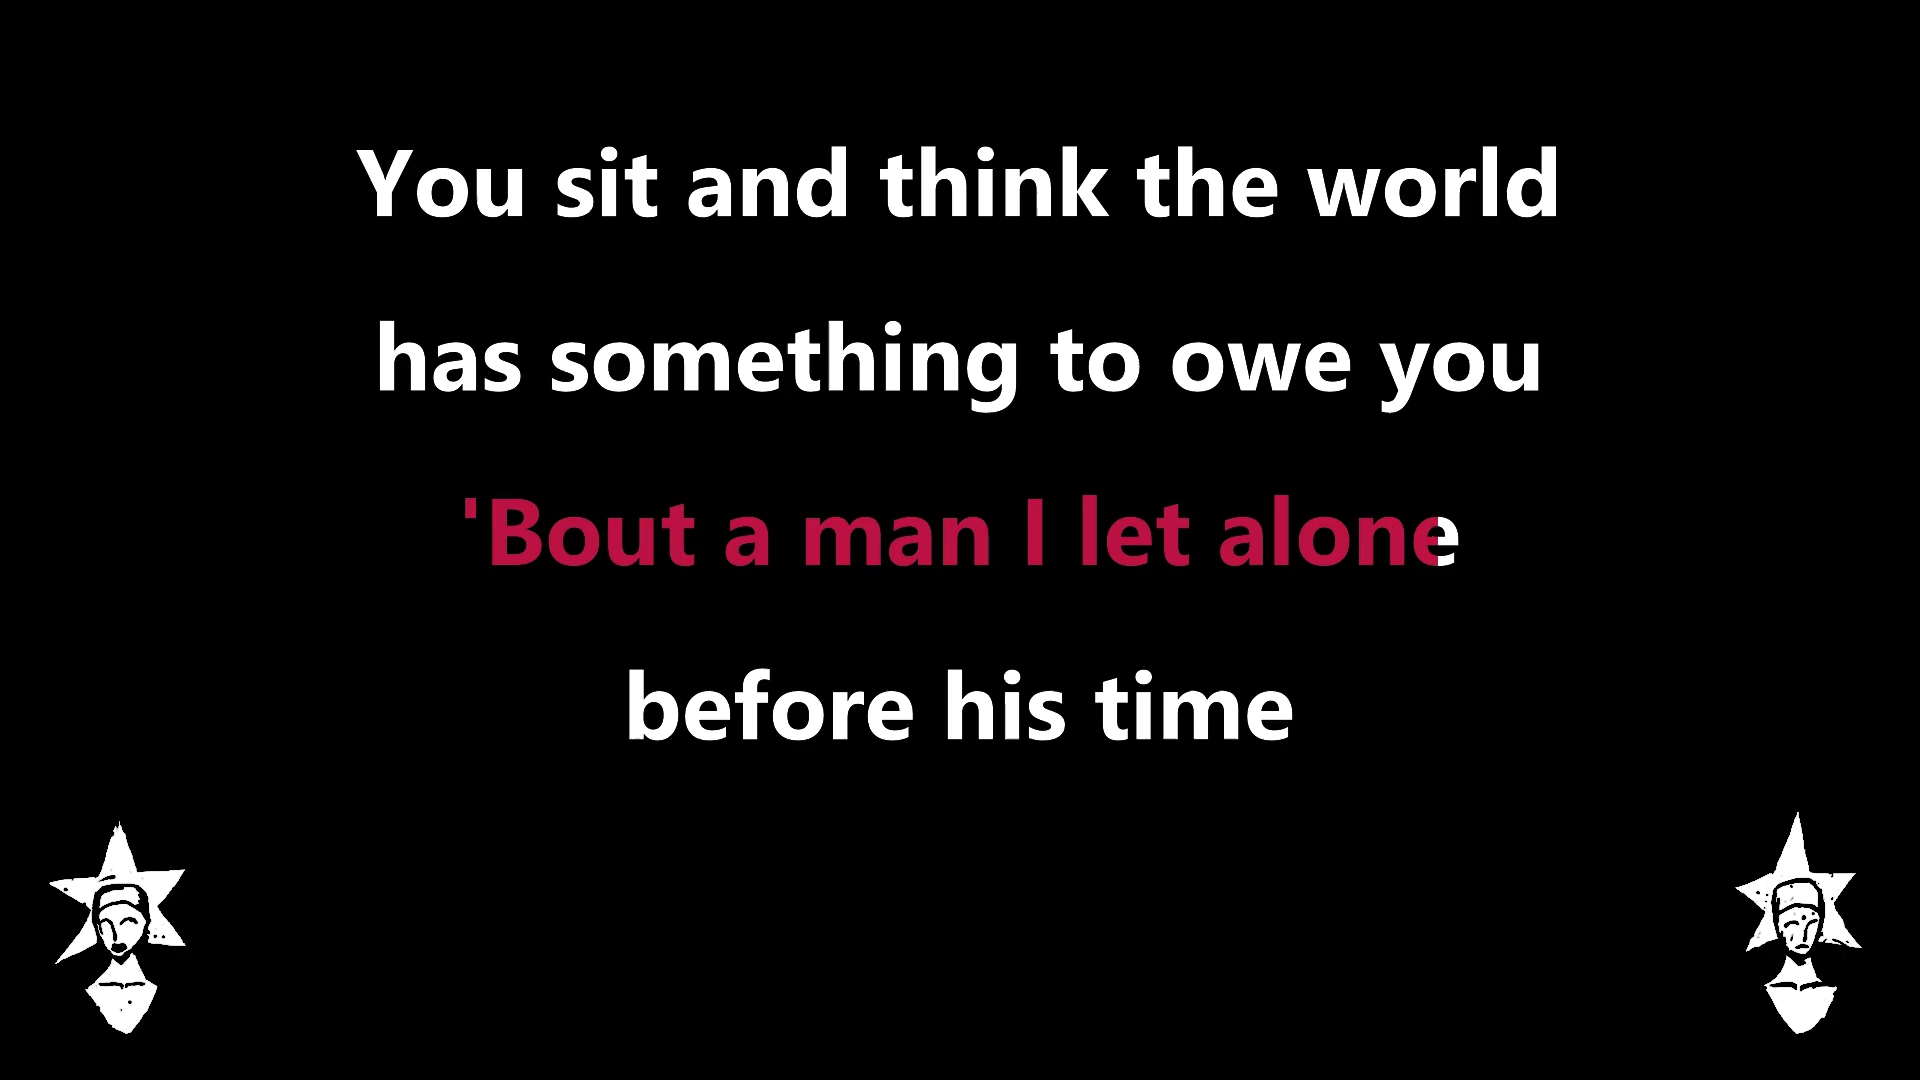 You sit and think the world
has something to owe you
'Bout a man I let alone
before his time